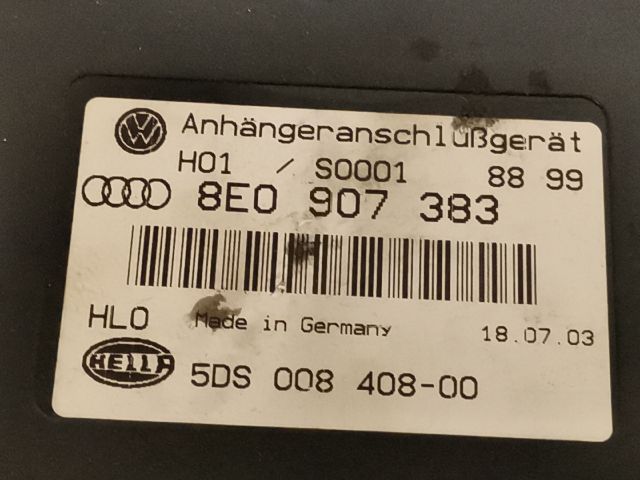 VW Anhängeranschlußgerät
H01 / S0001 88 99
8E0 907 383
HLO Made in Germany 18.07.03
HELLA 5DS 008 408-00